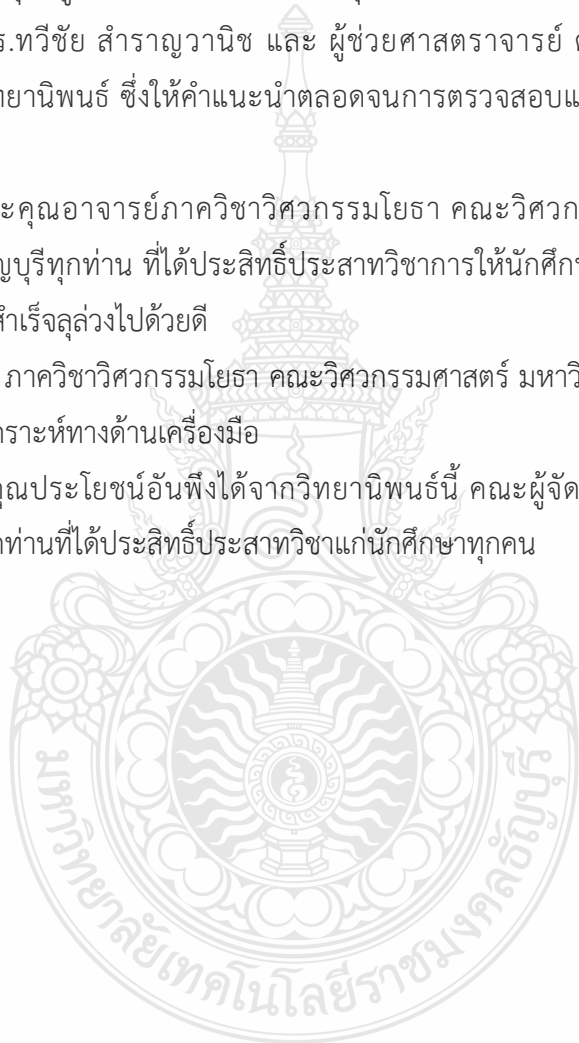 ร.ทวีชัย สำราญวานิช และ ผู้ช่วยศาสตราจารย์
ทยานิพนธ์ ซึ่งให้คำแนะนำตลอดจนการตรวจสอบแ
ะคุณอาจารย์ภาควิชาวิศวกรรมโยธา คณะวิศวก
ญบุรีทุกท่าน ที่ได้ประสิทธิ์ประสาทวิชาการให้นักศึกษ
สำเร็จลุล่วงไปด้วยดี
ภาควิชาวิศวกรรมโยธา คณะวิศวกรรมศาสตร์ มหาวิ
คราะห์ทางด้านเครื่องมือ
คุณประโยชน์อันพึงได้จากวิทยานิพนธ์นี้ คณะผู้จัด
ท่านที่ได้ประสิทธิ์ประสาทวิชาแก่นักศึกษาทุกคน
มหาวิทยาลัยเทคโนโลยีราชมงคลธัญบุรี